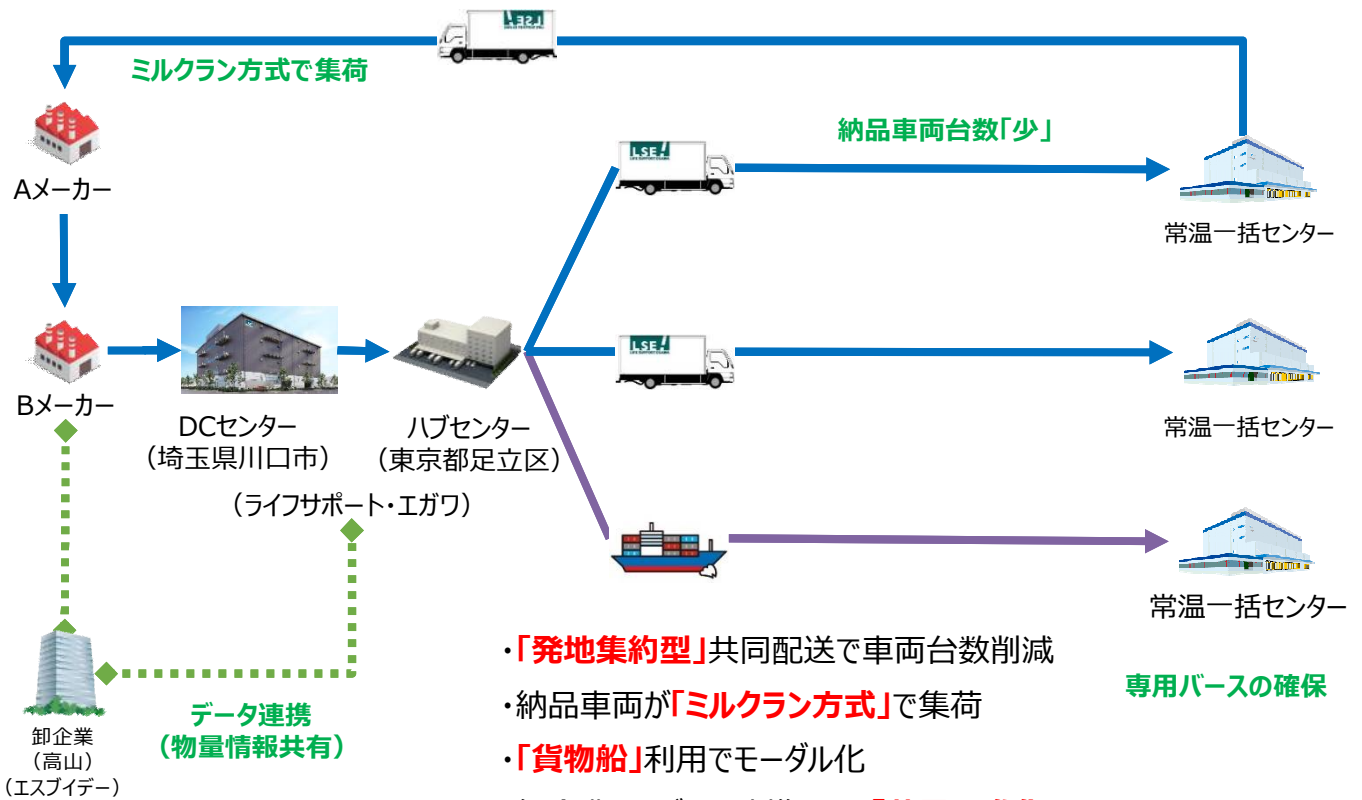 LSE!
ミルクラン方式で集荷
納品車両台数「少」
LSE!
Aメーカー
常温一括センター
LSE!
Bメーカー
DCセンター
（埼玉県川口市）
ハブセンター
（東京都足立区）
常温一括センター
（ライフサポート・エガワ）
常温一括センター
・「発地集約型」共同配送で車両台数削減
専用バースの確保
・納品車両が「ミルクラン方式」で集荷
データ連携
（物量情報共有）
・「貨物船」利用でモーダル化
卸企業
（高山）
（エスブイデー）